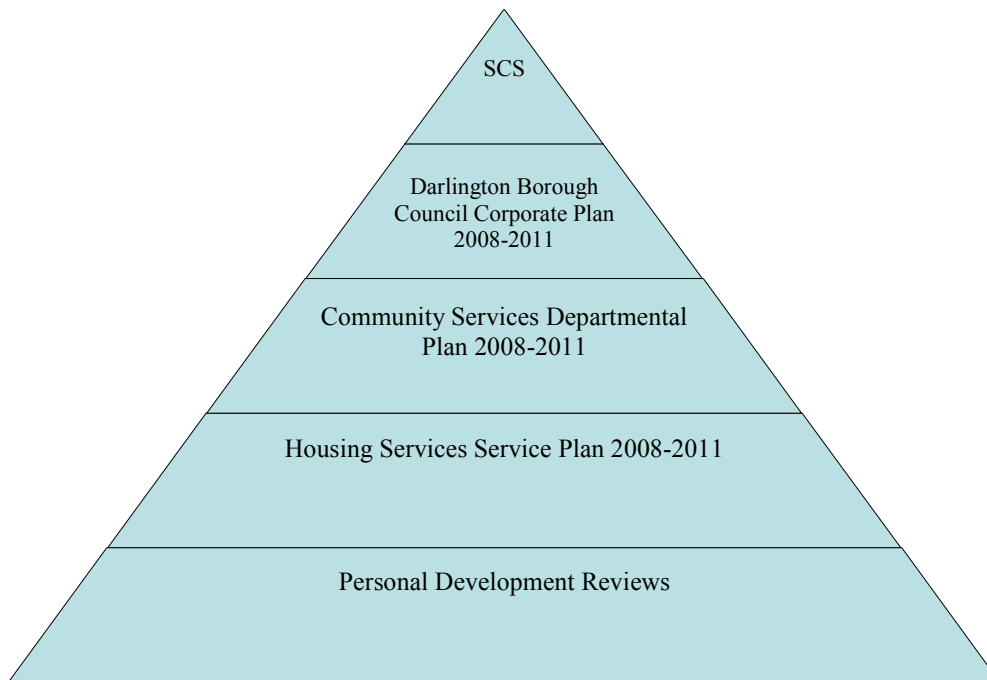 SCS
Darlington Borough
Council Corporate Plan
2008-2011
Community Services Departmental
Plan 2008-2011
Housing Services Service Plan 2008-2011
Personal Development Reviews